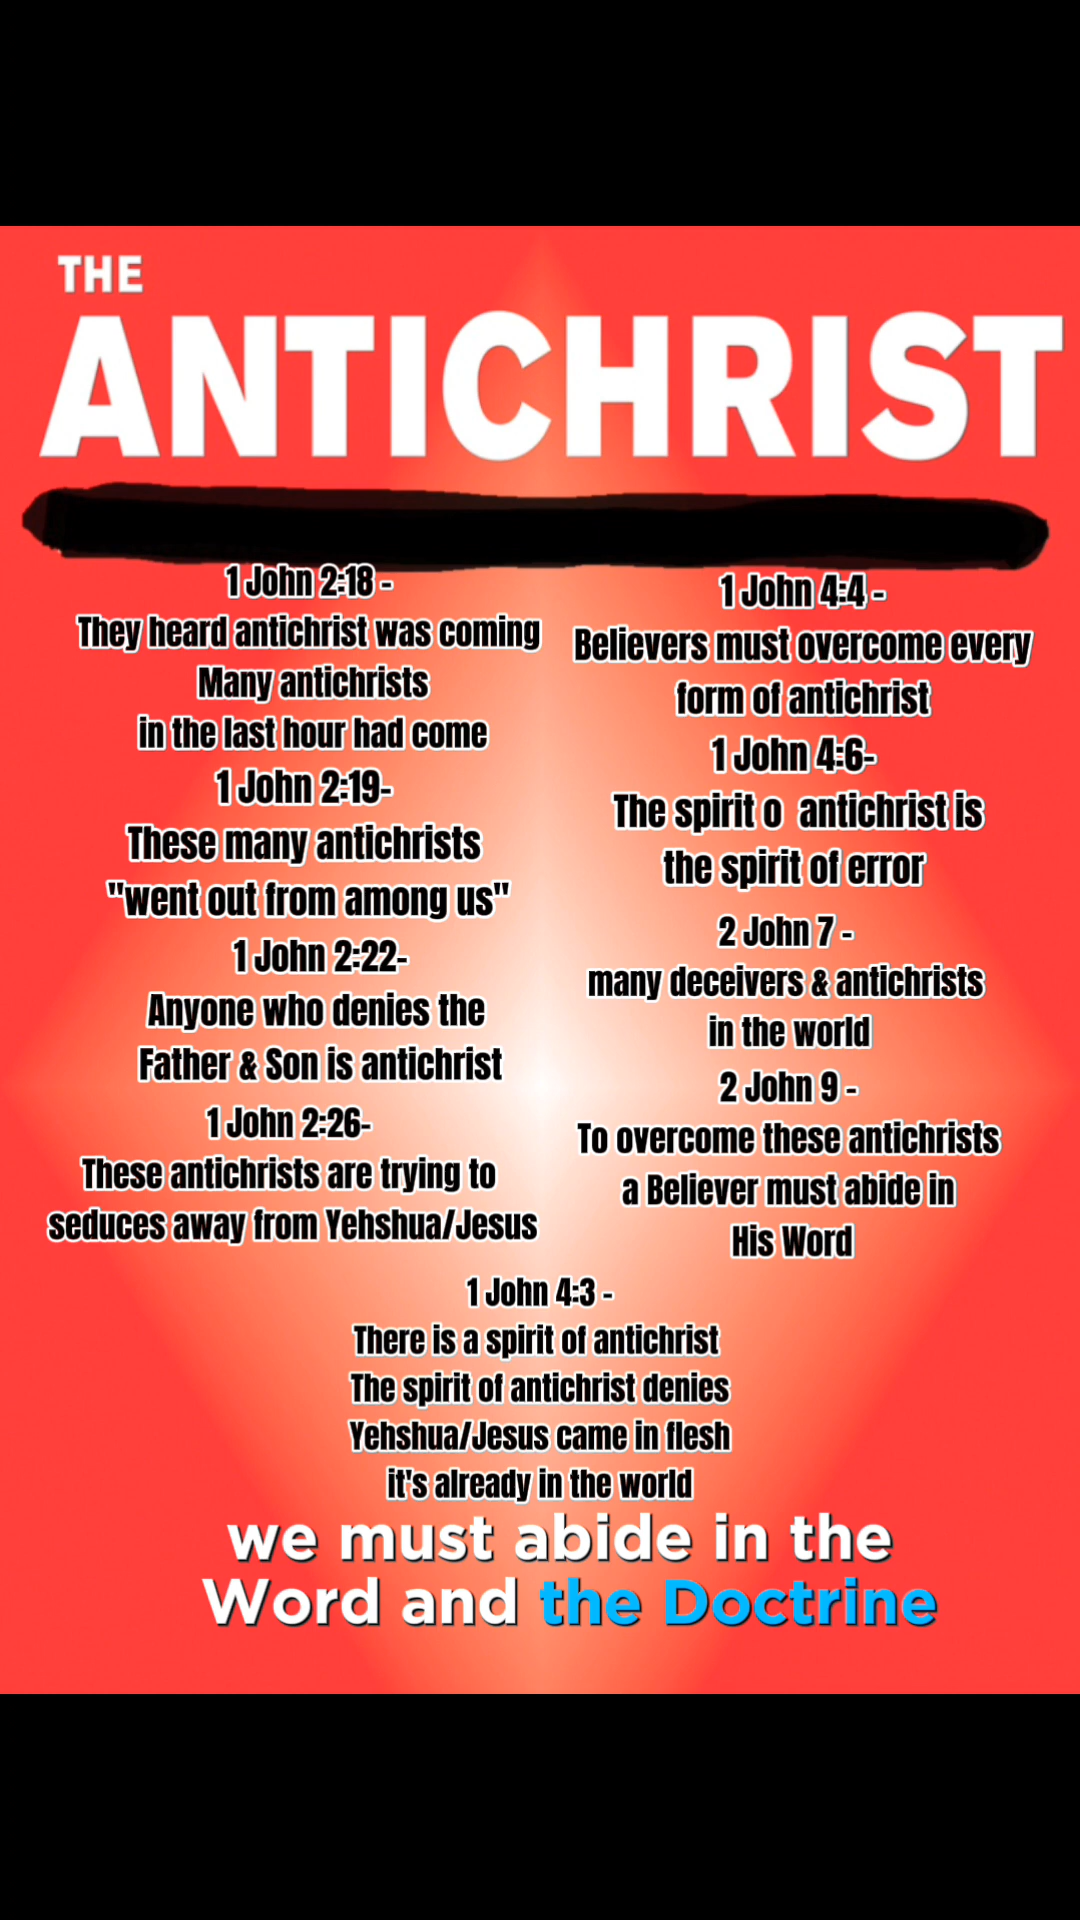 THE
ANTICHRIST
1 John 2:18 -
They heard antichrist was coming
Many antichrists
in the last hour had come
1 John 2:19-
These many antichrists
"went out from among us"
1 John 2:22-
Anyone who denies the
Father & Son is antichrist
1 John 2:26-
These antichrists are trying to
seduces away from Yehshua/Jesus
1 John 4:4 -
Believers must overcome every
form of antichrist
1 John 4:6-
The spirit o antichrist is
the spirit of error
2 John 7 -
many deceivers & antichrists
in the world
2 John 9 -
To overcome these antichrists
a Believer must abide in
His Word
1 John 4:3 -
There is a spirit of antichrist
The spirit of antichrist denies
Yehshua/Jesus came in flesh
it's already in the world
we must abide in the
Word and the Doctrine